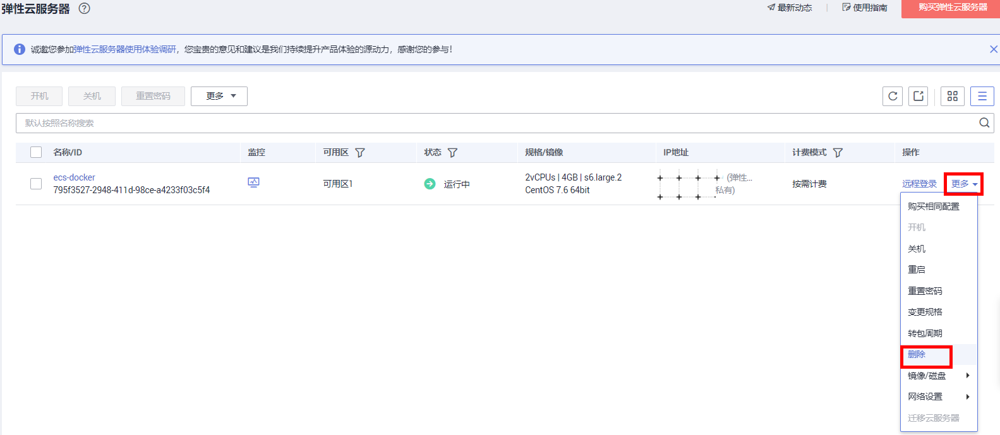 弹性云服务器
最新动态
使用指南
购买弹性云服务器
诚邀您参加弹性云服务器使用体验调研，您宝贵的意见和建议是我们持续提升产品体验的源动力，感谢您的参与！
开机
关机
重置密码
更多
默认按照名称搜索
名称/ID
监控
可用区
状态
规格/镜像
IP地址
计费模式
操作
ecs-docker
795f3527-2948-411d-98ce-a4233f03c5f4
可用区1
运行中
2vCPUs | 4GB | s6.large.2
CentOS 7.6 64bit
(弹性...
私有)
按需计费
远程登录
更多
购买相同配置
开机
关机
重启
重置密码
变更规格
转包周期
删除
镜像/磁盘
网络设置
迁移云服务器